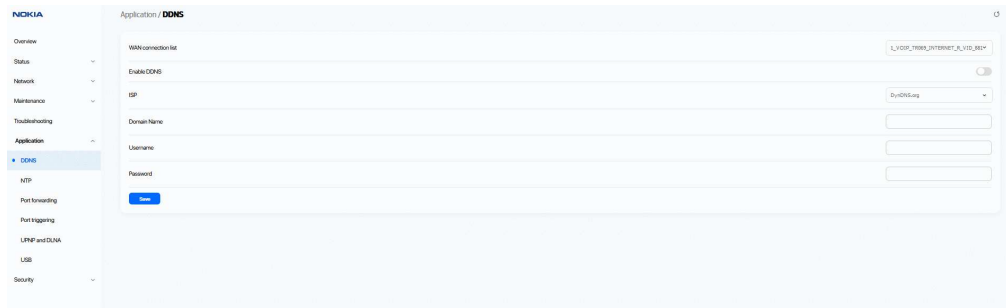 NOKIA
Application / DDNS
Overview
Status
Network
Maintenance
Troubleshooting
Application
DDNS
NTP
Port forwarding
Port triggering
UPNP and DLNA
USB
Security
WAN connection list
1_VOIP_TR069_INTERNET_R_VID_881
Enable DDNS
ISP
DynDNS.org
Domain Name
Username
Password
Save